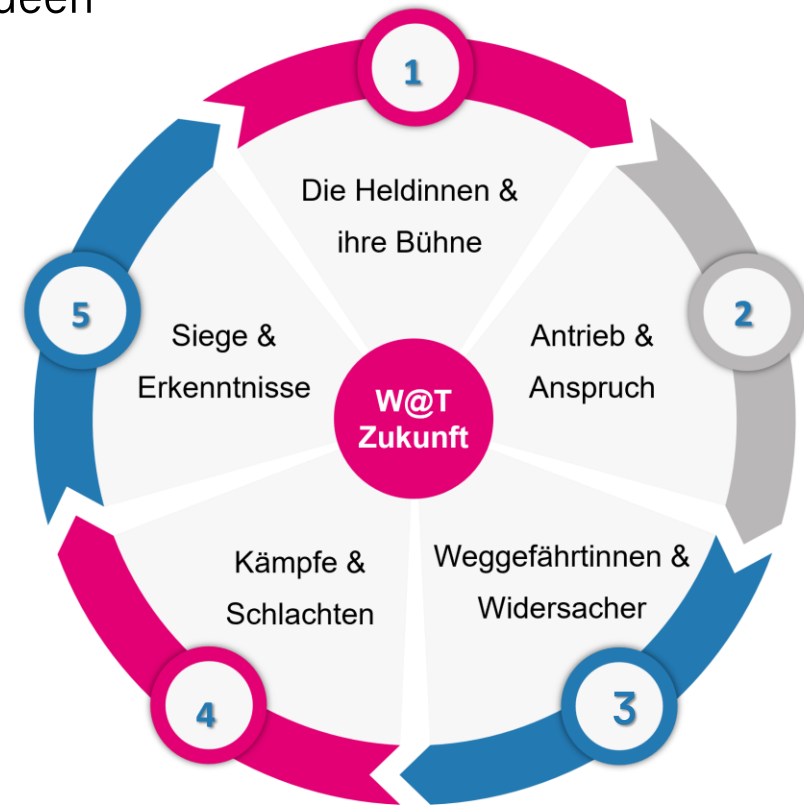 1
Die Heldinnen &
ihre Bühne
2
Antrieb &
Anspruch
3
Weggefährtinnen &
Widersacher
4
Kämpfe &
Schlachten
5
Siege &
Erkenntnisse
W@T
Zukunft